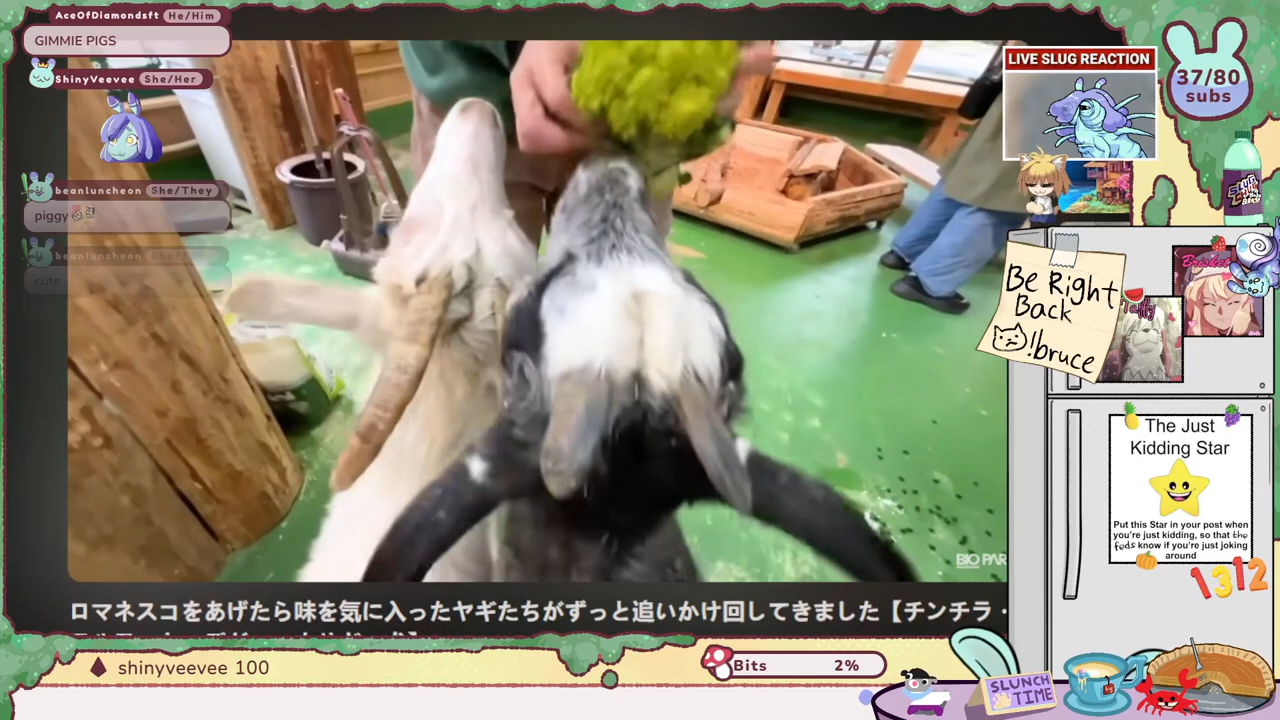 AceOfDiamondsft He/Him
GIMMIE PIGS
ShinyVeevee She/Her
beanluncheon She/They
piggy
beanluncheon
cute
BIO PAR
ロマネスコをあげたら味を気に入ったヤギたちがずっと追いかけ回してきました【チンチラ・
LIVE SLUG REACTION
37/80
subs
Be Right
Back
!bruce
The Just
Kidding Star
Put this Star in your post when
you're just kidding, so that the
feds know if you're just joking
around
1312
shinyveevee 100
Bits 2%
SLUNCH
TIME